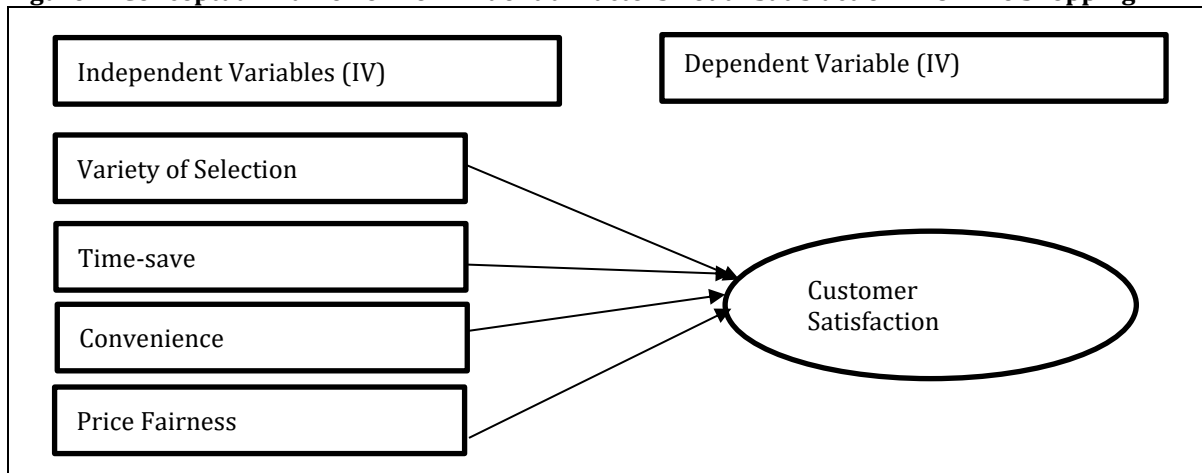 Independent Variables (IV)
Dependent Variable (IV)
Variety of Selection
Time-save
Convenience
Price Fairness
Customer
Satisfaction